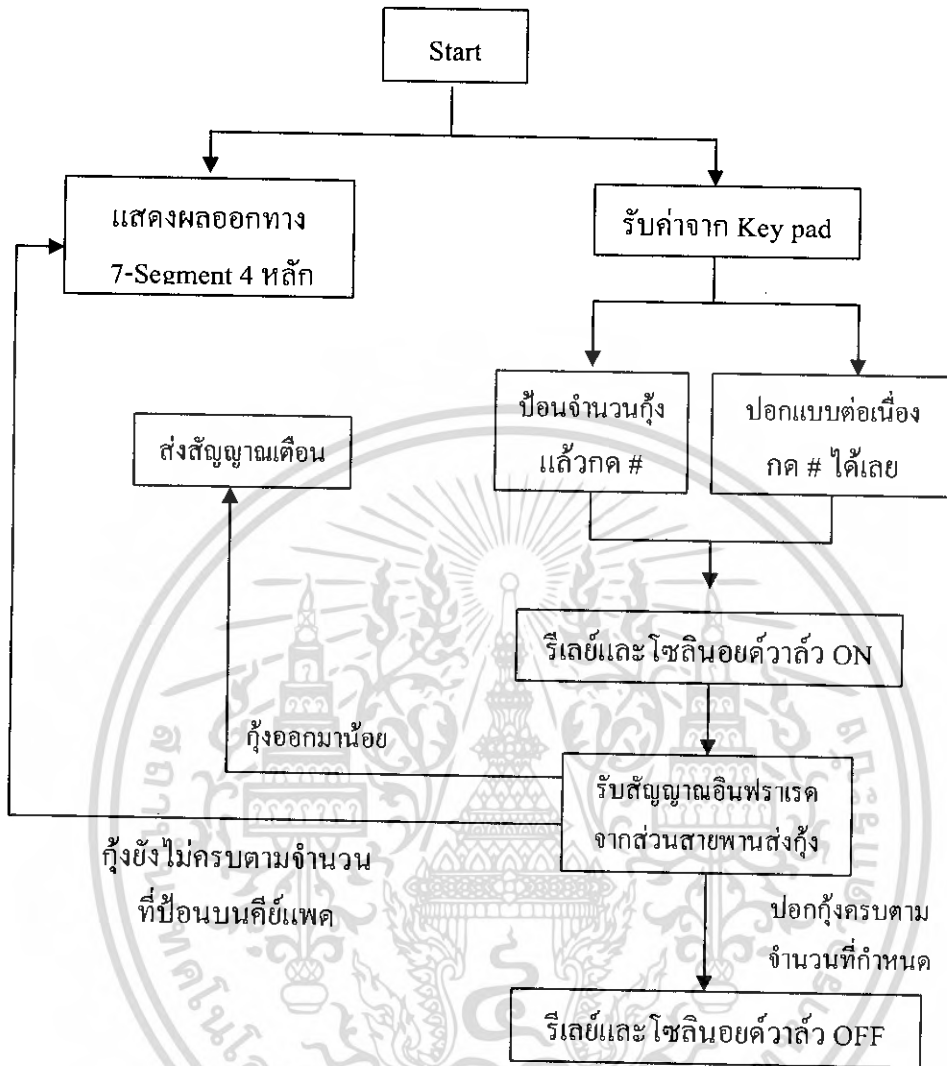 Start
แสดงผลออกทาง
7-Segment 4 หลัก
รับค่าจาก Key pad
ป้อนจำนวนกุ้ง
แล้วกด #
ปอกแบบต่อเนื่อง
กด # ได้เลย
ส่งสัญญาณเตือน
รีเลย์และโซลินอยด์วาล์ว ON
กุ้งออกมาน้อย
รับสัญญาณอินฟราเรด
จากส่วนสายพานส่งกุ้ง
กุ้งยังไม่ครบตามจำนวน
ที่ป้อนบนคีย์แพด
ปอกกุ้งครบตาม
จำนวนที่กำหนด
รีเลย์และโซลินอยด์วาล์ว OFF